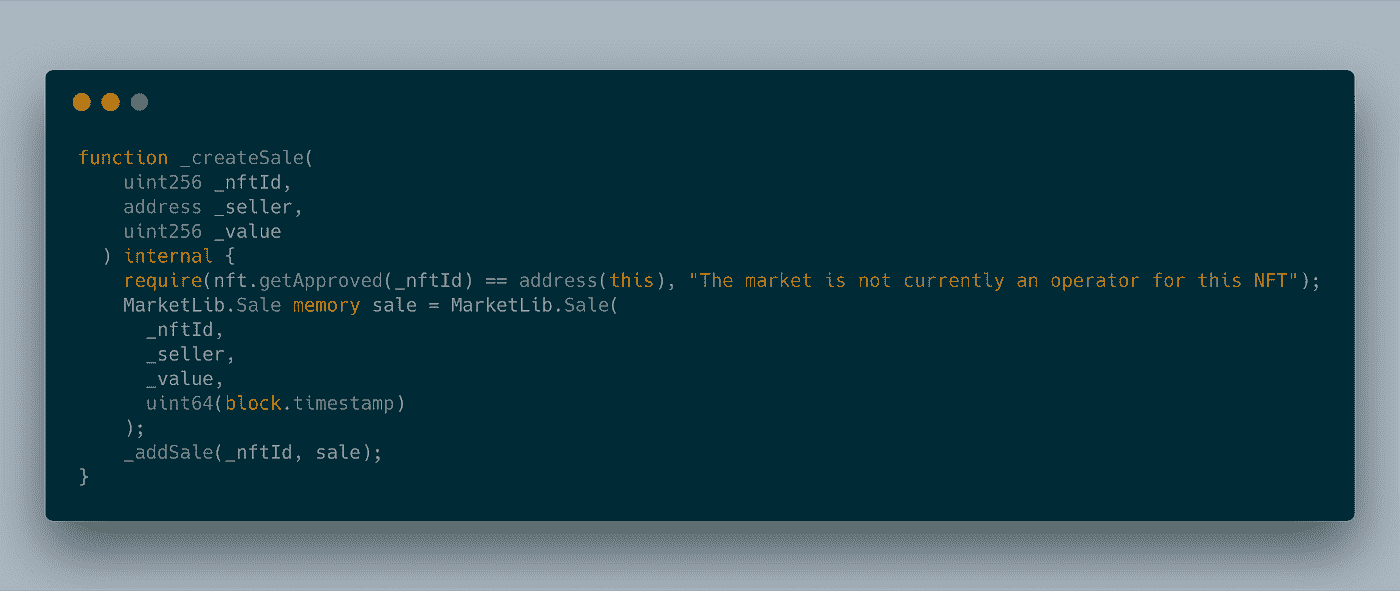 function _createSale(
    uint256 _nftId,
    address _seller,
    uint256 _value
  ) internal {
    require(nft.getApproved(_nftId) == address(this), "The market is not currently an operator for this NFT");
    MarketLib.Sale memory sale = MarketLib.Sale(
      _nftId,
      _seller,
      _value,
      uint64(block.timestamp)
    );
    _addSale(_nftId, sale);
}